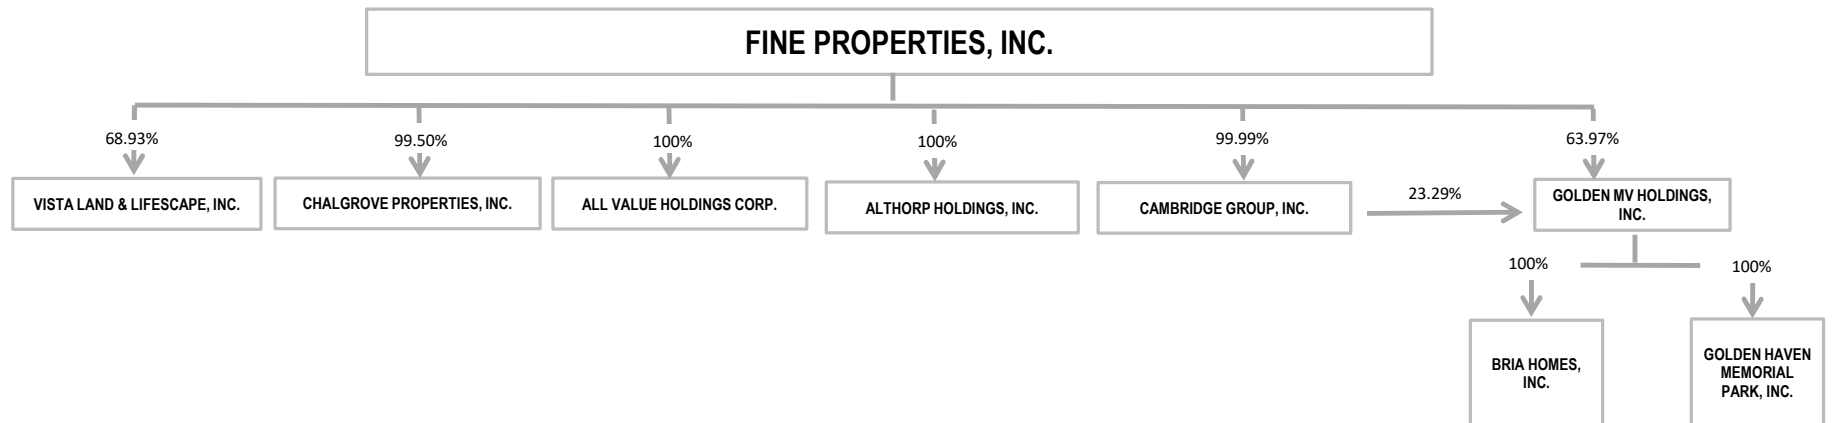 FINE PROPERTIES, INC.
68.93%
99.50%
100%
100%
99.99%
63.97%
VISTA LAND & LIFESCAPE, INC.
CHALGROVE PROPERTIES, INC.
ALL VALUE HOLDINGS CORP.
ALTHORP HOLDINGS, INC.
CAMBRIDGE GROUP, INC.
23.29%
GOLDEN MV HOLDINGS,
INC.
100%
100%
BRIA HOMES,
INC.
GOLDEN HAVEN
MEMORIAL
PARK, INC.